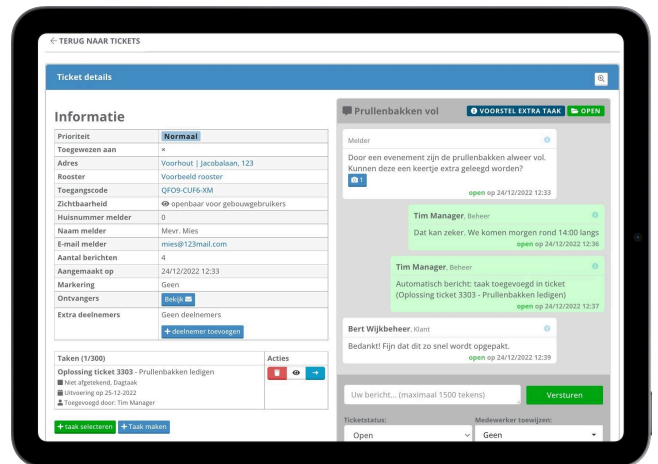 ← TERUG NAAR TICKETS
Ticket details
Informatie
Prioriteit Normaal
Toegewezen aan ×
Adres Voorhout | Jacobalaan, 123
Rooster Voorbeeld rooster
Toegangscode QFO9-CUF6-XM
Zichtbaarheid openbaar voor gebouwgebruikers
Huisnummer melder 0
Naam melder Mevr. Mies
E-mail melder mies@123mail.com
Aantal berichten 4
Aangemaakt op 24/12/2022 12:33
Markering Geen
Ontvangers Bekijk
Extra deelnemers Geen deelnemers
+ deelnemer toevoegen
Taken (1/300) Acties
Oplossing ticket 3303 - Prullenbakken ledigen
Niet afgetekend, Dagtaak
Uitvoering op 25-12-2022
Toegevoegd door: Tim Manager
+ taak selecteren + Taak maken
Prullenbakken vol VOORSTEL EXTRA TAAK OPEN
Melder
Door een evenement zijn de prullenbakken alweer vol.
Kunnen deze een keertje extra geleegd worden?
1
open op 24/12/2022 12:33
Tim Manager, Beheer
Dat kan zeker. We komen morgen rond 14:00 langs
open op 24/12/2022 12:36
Tim Manager, Beheer
Automatisch bericht: taak toegevoegd in ticket
(Oplossing ticket 3303 - Prullenbakken ledigen)
open op 24/12/2022 12:37
Bert Wijkbeheer, Klant
Bedankt! Fijn dat dit zo snel wordt opgepakt.
open op 24/12/2022 12:39
Uw bericht... (maximaal 1500 tekens) Versturen
Ticketstatus: Medewerker toewijzen:
Open Geen